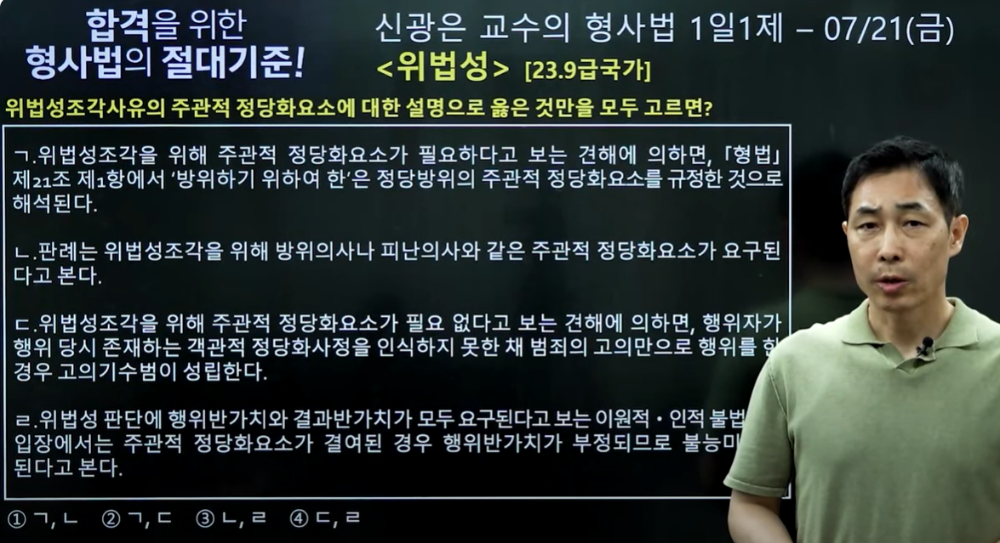 합격을 위한
형사법의 절대기준!
신광은 교수의 형사법 1일1제 – 07/21(금)
<위법성> [23.9급국가]
위법성조각사유의 주관적 정당화요소에 대한 설명으로 옳은 것만을 모두 고르면?
ㄱ.위법성조각을 위해 주관적 정당화요소가 필요하다고 보는 견해에 의하면, 「형법」
제21조 제1항에서 ‘방위하기 위하여 한’은 정당방위의 주관적 정당화요소를 규정한 것으로
해석된다.
ㄴ.판례는 위법성조각을 위해 방위의사나 피난의사와 같은 주관적 정당화요소가 요구된
다고 본다.
ㄷ.위법성조각을 위해 주관적 정당화요소가 필요 없다고 보는 견해에 의하면, 행위자가
행위 당시 존재하는 객관적 정당화사정을 인식하지 못한 채 범죄의 고의만으로 행위를 한
경우 고의기수범이 성립한다.
ㄹ.위법성 판단에 행위반가치와 결과반가치가 모두 요구된다고 보는 이원적・인적 불법
입장에서는 주관적 정당화요소가 결여된 경우 행위반가치가 부정되므로 불능미
된다고 본다.
① ㄱ,ㄴ ② ㄱ,ㄷ ③ ㄴ,ㄹ ④ ㄷ,ㄹ